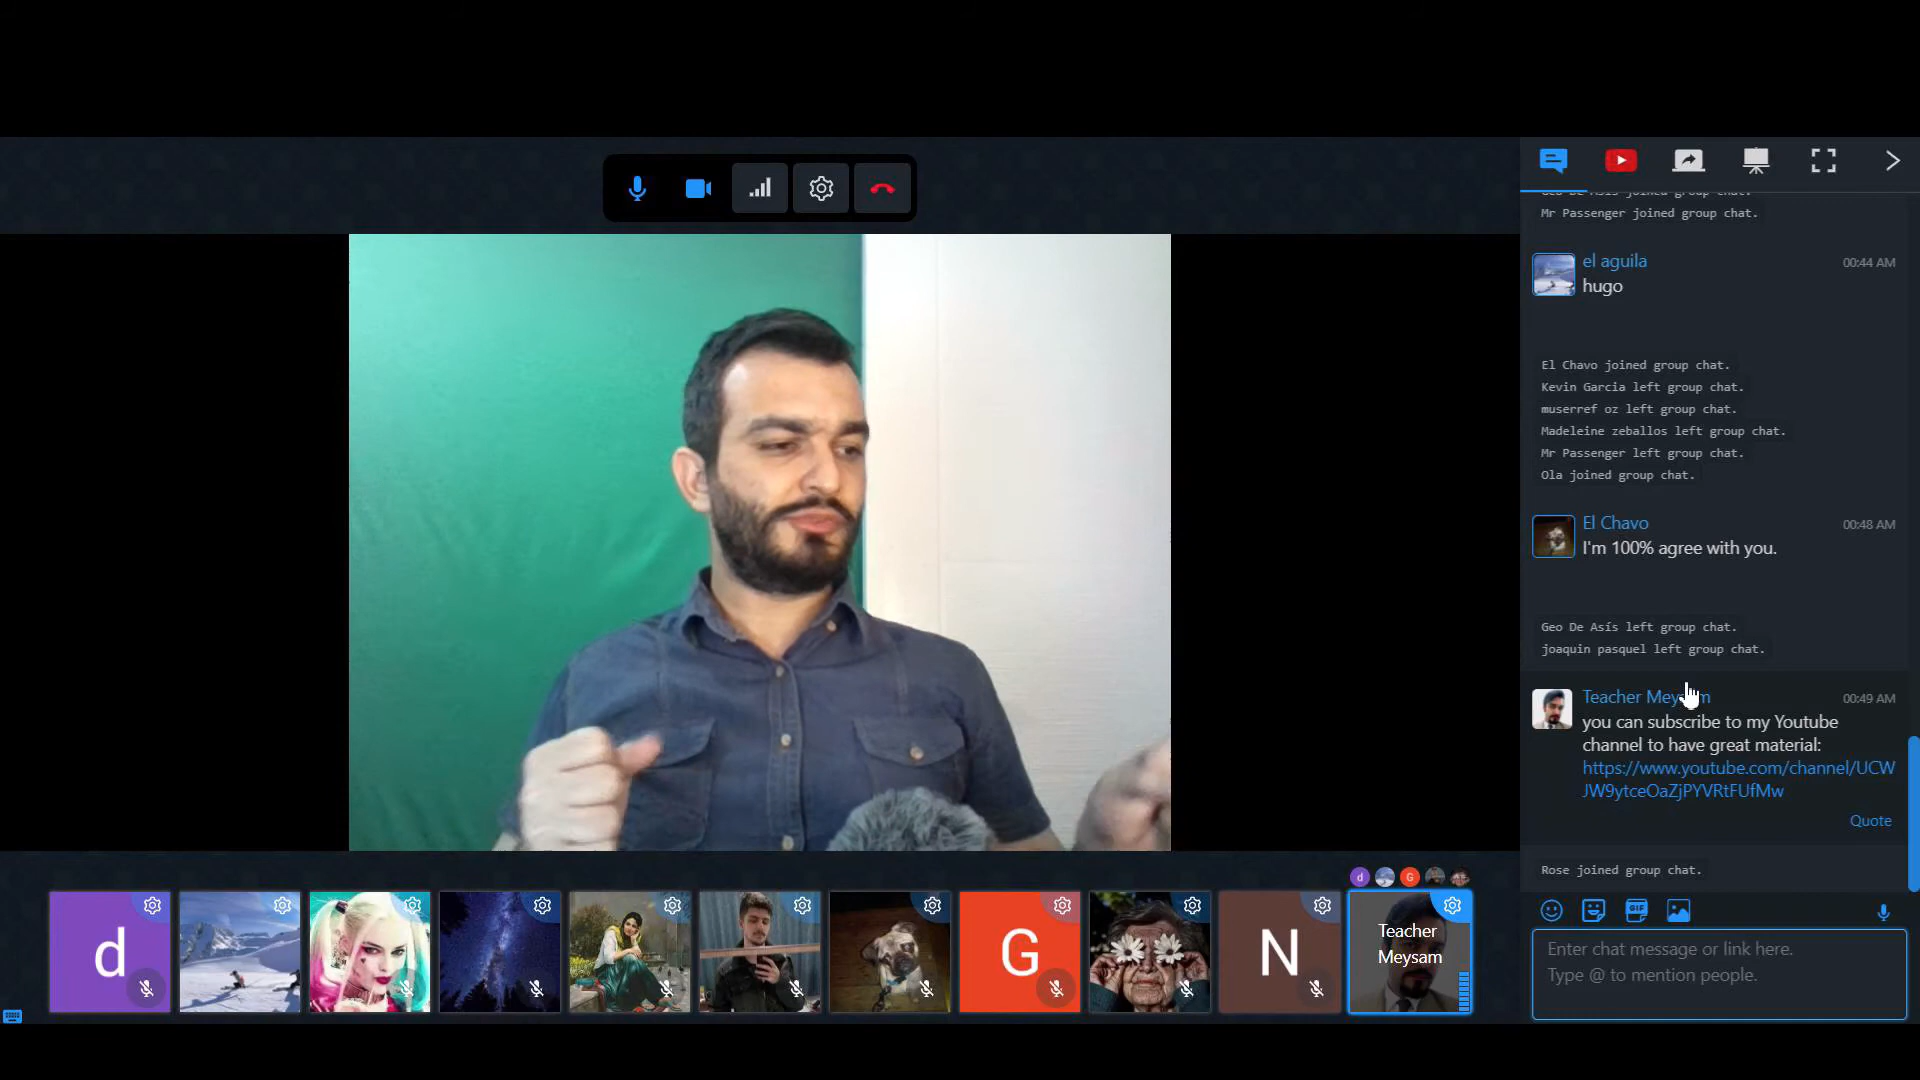 Mr Passenger joined group chat.
el aguila
00:44 AM
hugo
El Chavo joined group chat.
Kevin Garcia left group chat.
muserref oz left group chat.
Madeleine zeballos left group chat.
Mr Passenger left group chat.
Ola joined group chat.
El Chavo
00:48 AM
I'm 100% agree with you.
Geo De Asís left group chat.
joaquin pasquel left group chat.
Teacher Meysam
00:49 AM
you can subscribe to my Youtube
channel to have great material:
https://www.youtube.com/channel/UCW
JW9ytceOaZjPYVRtFUfMw
Quote
Rose joined group chat.
GIF
Enter chat message or link here.
Type @ to mention people.
d
G
d
G
N
Teacher
Meysam